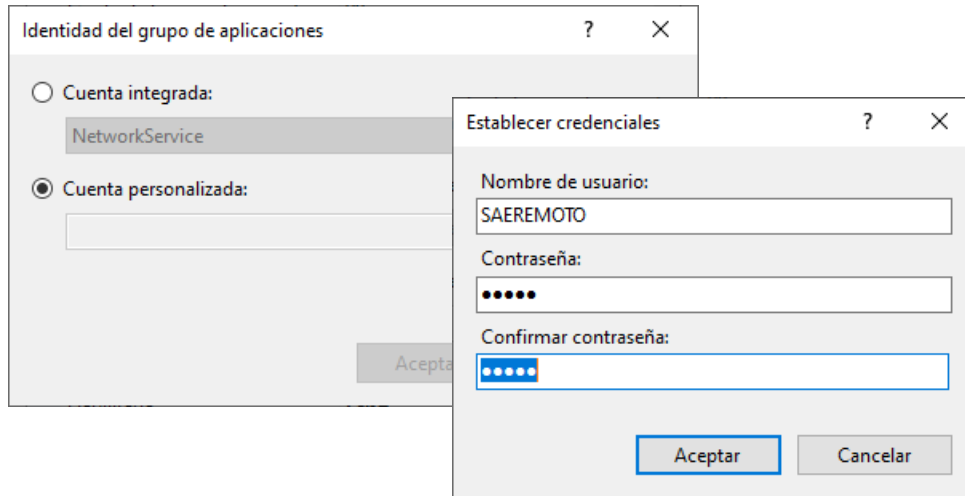 Identidad del grupo de aplicaciones
Cuenta integrada:
NetworkService
Cuenta personalizada:
Establecer credenciales
Nombre de usuario:
SAEREMOTO
Contraseña:
●●●●●
Confirmar contraseña:
●●●●●
Aceptar
Cancelar